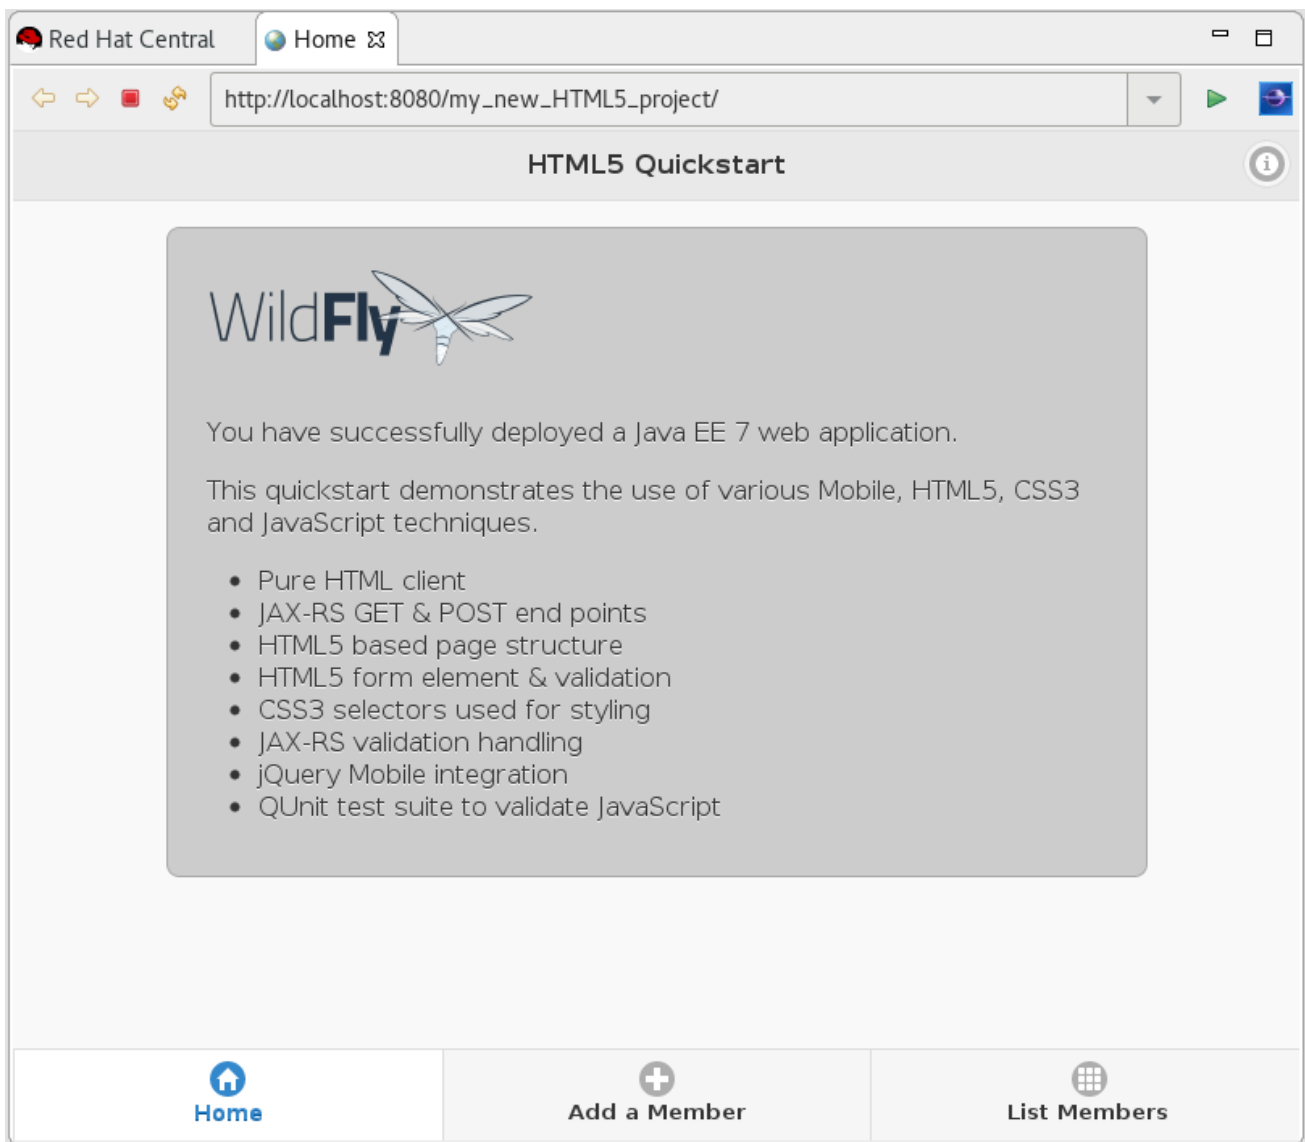 Red Hat Central
Home
http://localhost:8080/my_new_HTML5_project/
HTML5 Quickstart
WildFly
You have successfully deployed a Java EE 7 web application.
This quickstart demonstrates the use of various Mobile, HTML5, CSS3
and JavaScript techniques.
• Pure HTML client
• JAX-RS GET & POST end points
• HTML5 based page structure
• HTML5 form element & validation
• CSS3 selectors used for styling
• JAX-RS validation handling
• jQuery Mobile integration
• QUnit test suite to validate JavaScript
Home
Add a Member
List Members